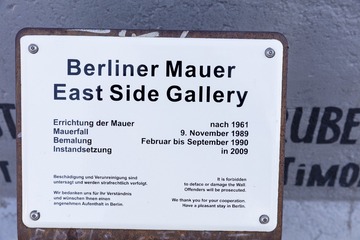 Berliner Mauer
East Side Gallery
Errichtung der Mauer nach 1961
Mauerfall 9. November 1989
Bemalung Februar bis September 1990
Instandsetzung in 2009
Beschädigung und Verunreinigung sind
untersagt und werden strafrechtlich verfolgt.
Wir bedanken uns für Ihr Verständnis
und wünschen Ihnen einen
angenehmen Aufenthalt in Berlin.
It is forbidden
to deface or damage the Wall.
Offenders will be prosecuted.
We thank you for your cooperation.
Have a pleasant stay in Berlin.
UBE
TIMO